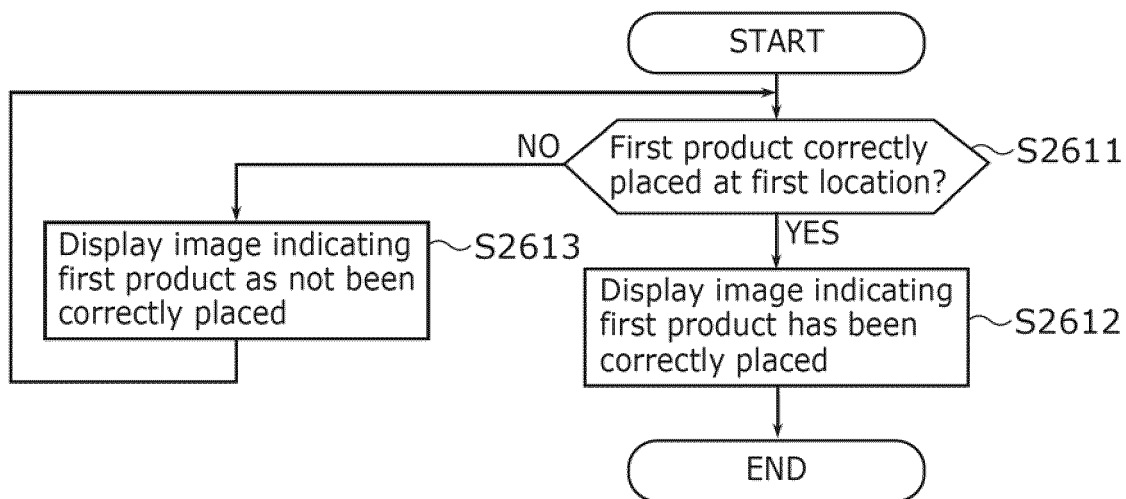 START
First product correctly
placed at first location?
S2611
NO
YES
Display image indicating
first product as not been
correctly placed
S2613
Display image indicating
first product has been
correctly placed
S2612
END